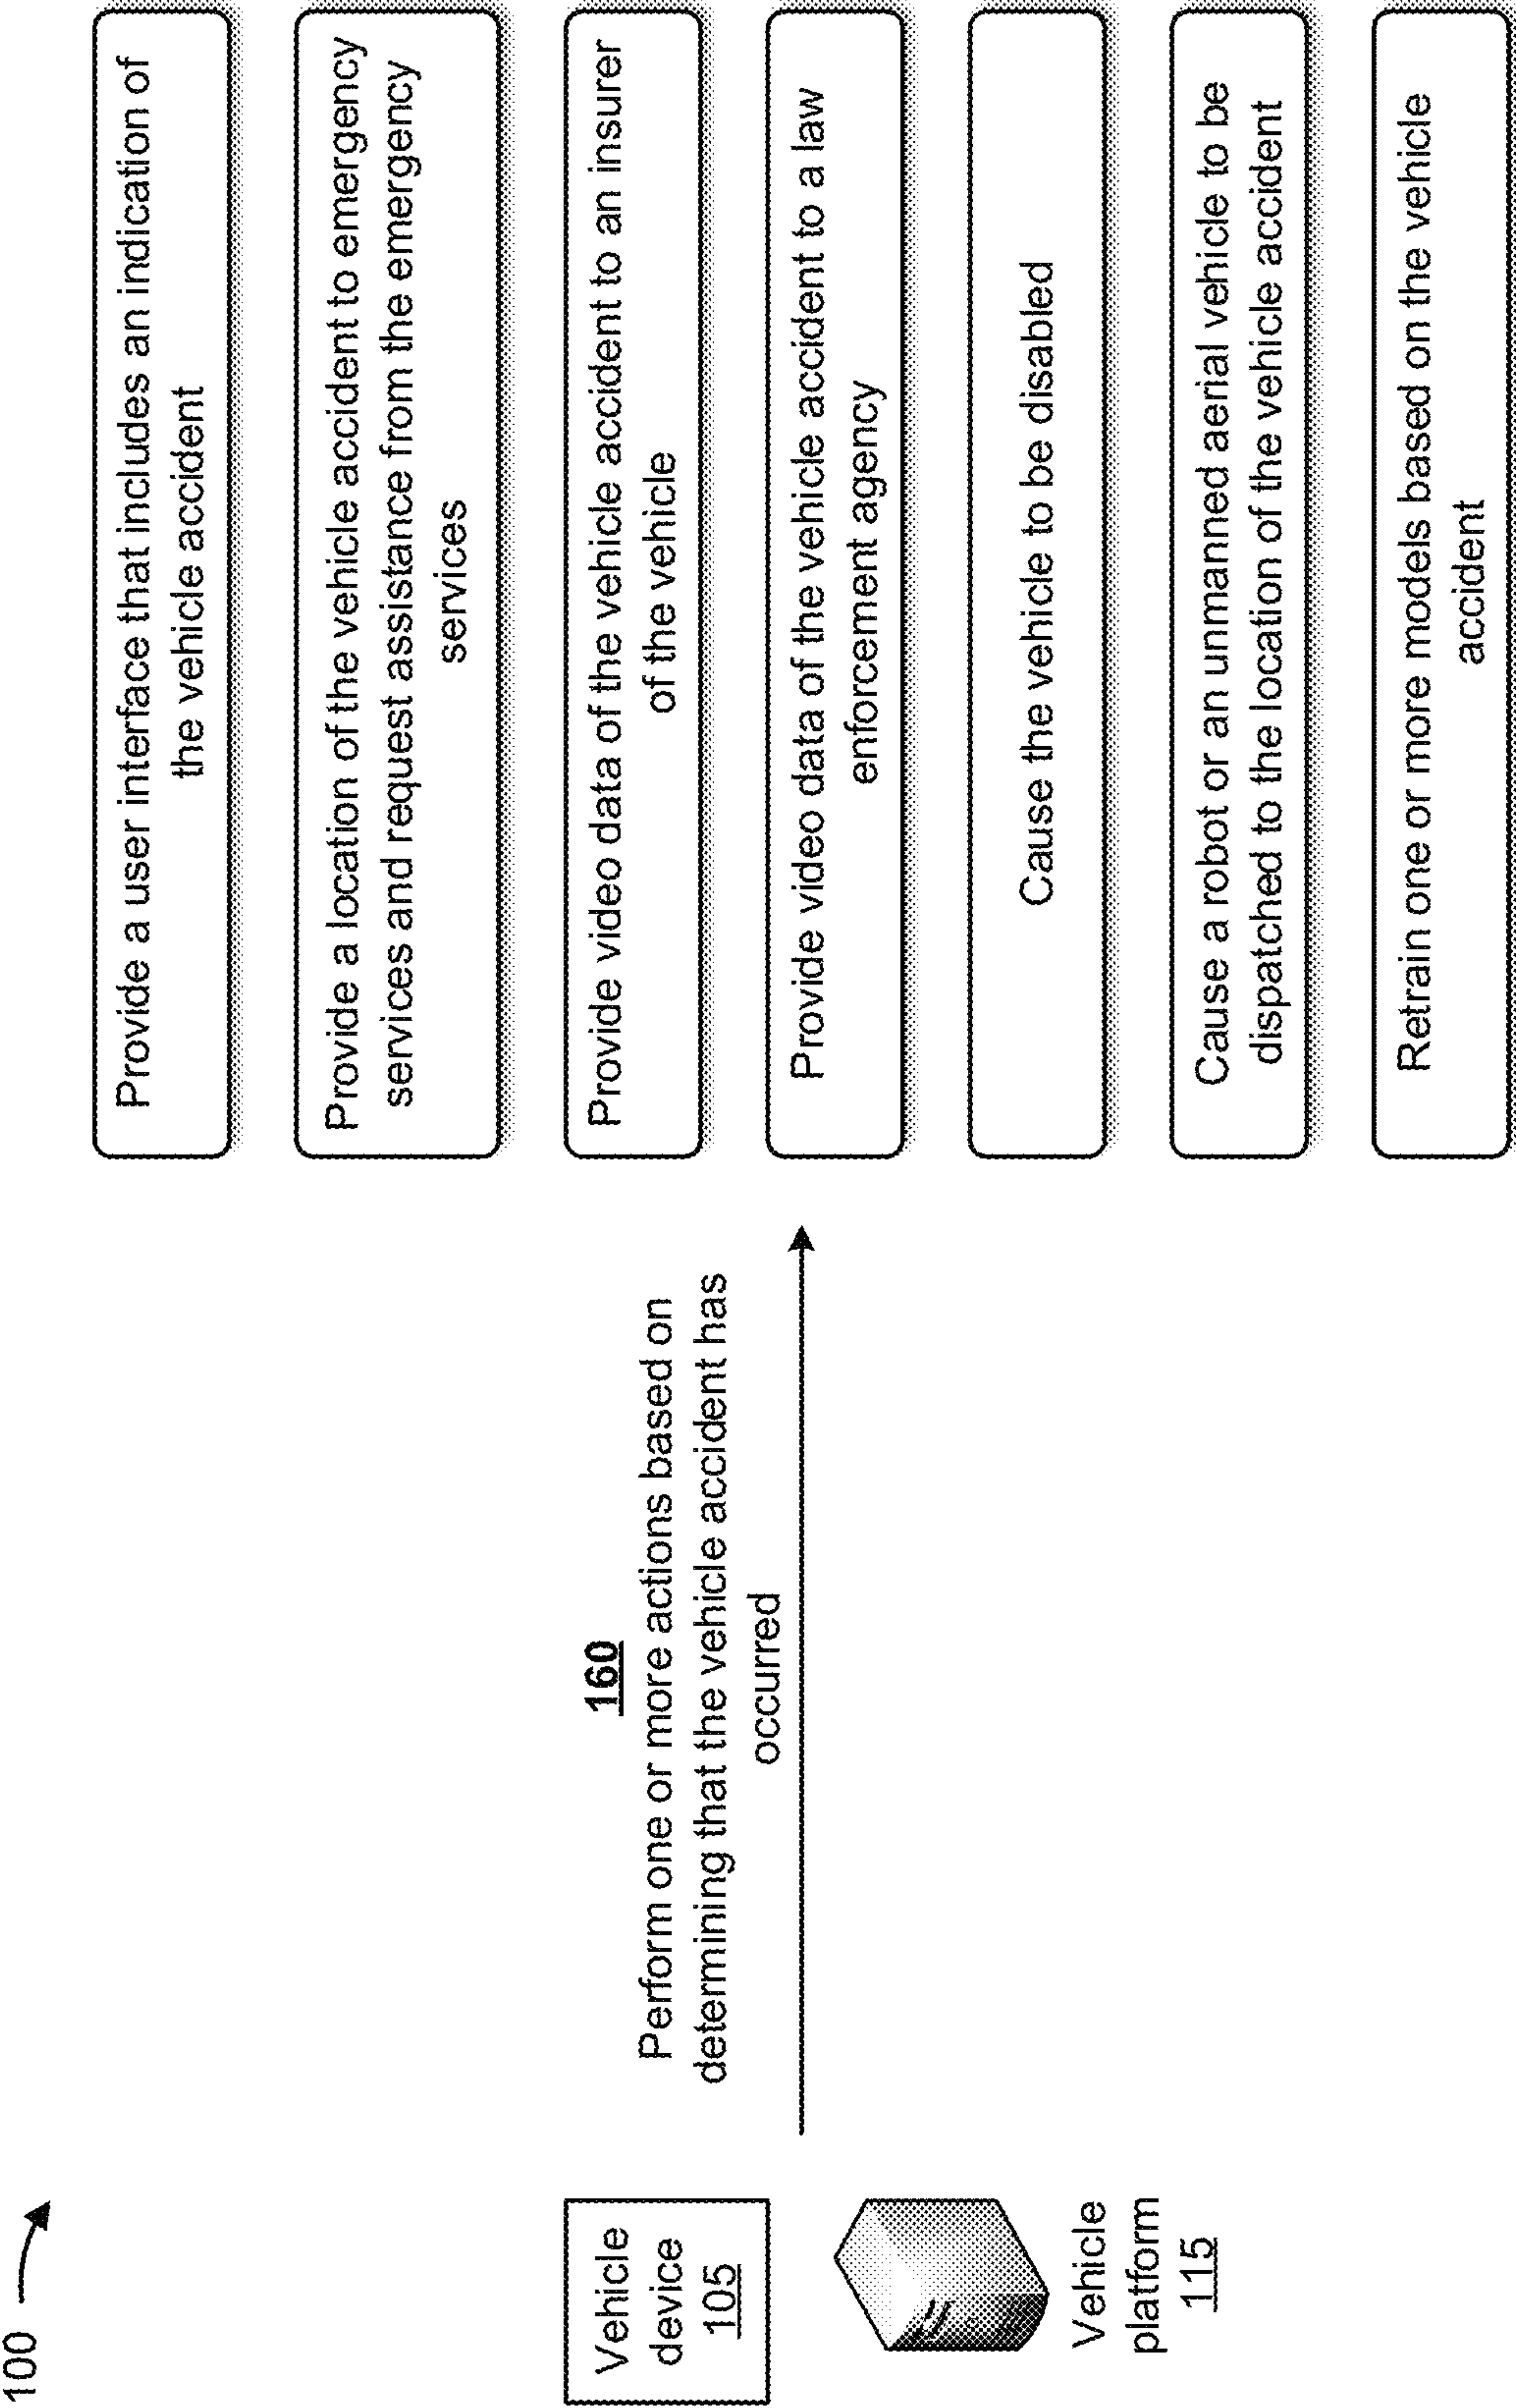 100
Vehicle
device
105
Vehicle
platform
115
160
Perform one or more actions based on
determining that the vehicle accident has
occurred
Provide a user interface that includes an indication of
the vehicle accident
Provide a location of the vehicle accident to emergency
services and request assistance from the emergency
services
Provide video data of the vehicle accident to an insurer
of the vehicle
Provide video data of the vehicle accident to a law
enforcement agency
Cause the vehicle to be disabled
Cause a robot or an unmanned aerial vehicle to be
dispatched to the location of the vehicle accident
Retrain one or more models based on the vehicle
accident